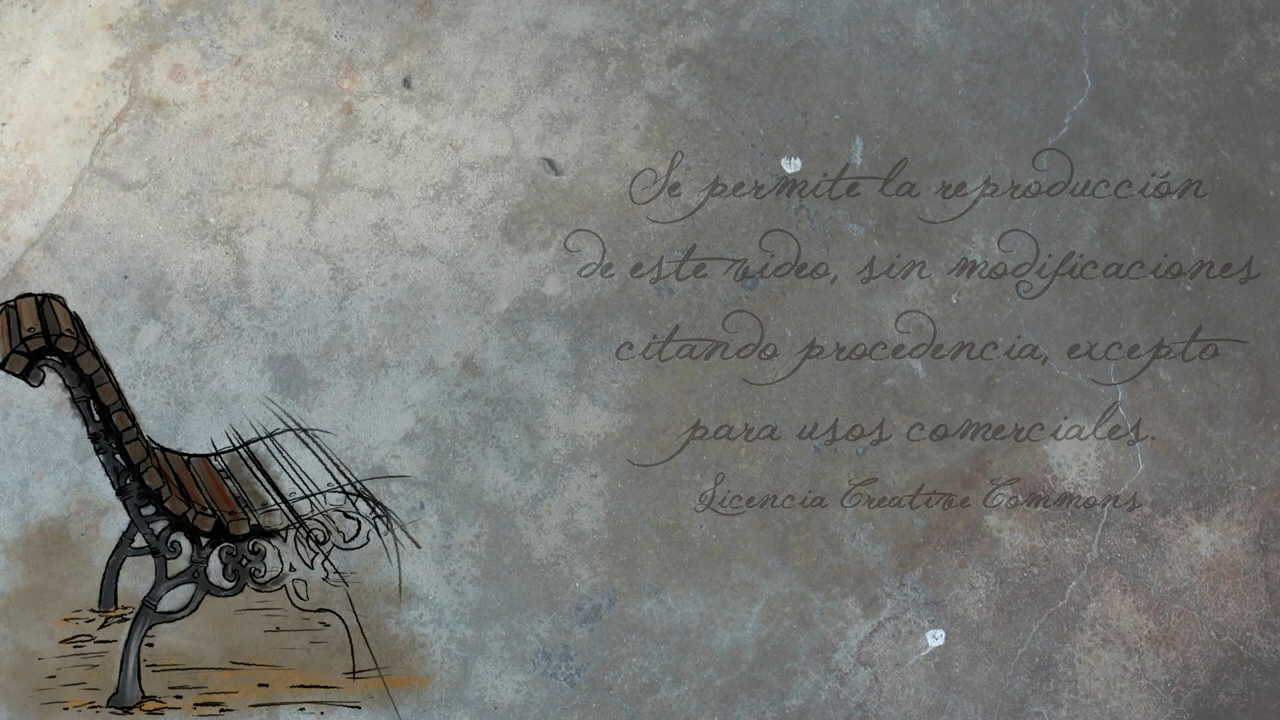 Se permite la reproducción
de este video, sin modificaciones
citando procedencia, excepto
para usos comerciales.
Licencia Creative Commons